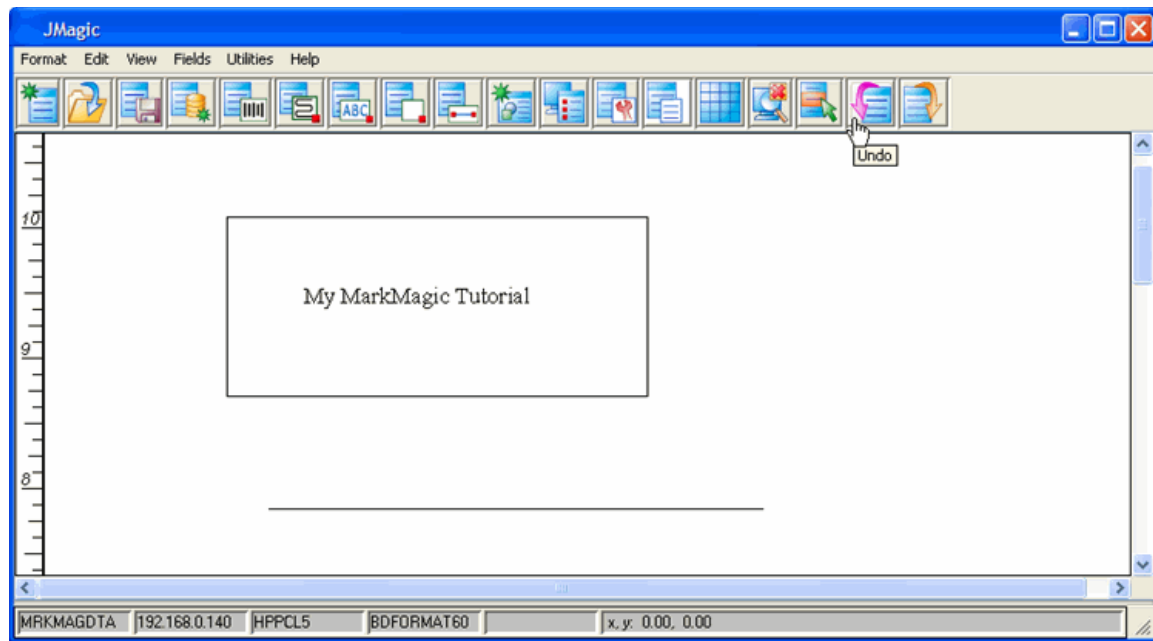 JMagic
Format Edit View Fields Utilities Help
ABC
Undo
10
My MarkMagic Tutorial
9
8
MRKMAGDTA 192.168.0.140 HPPCL5 BDFORMAT60 x, y: 0.00, 0.00